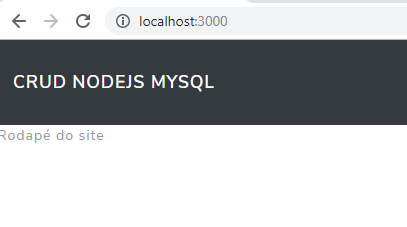 localhost:3000
CRUD NODEJS MYSQL
Rodapé do site